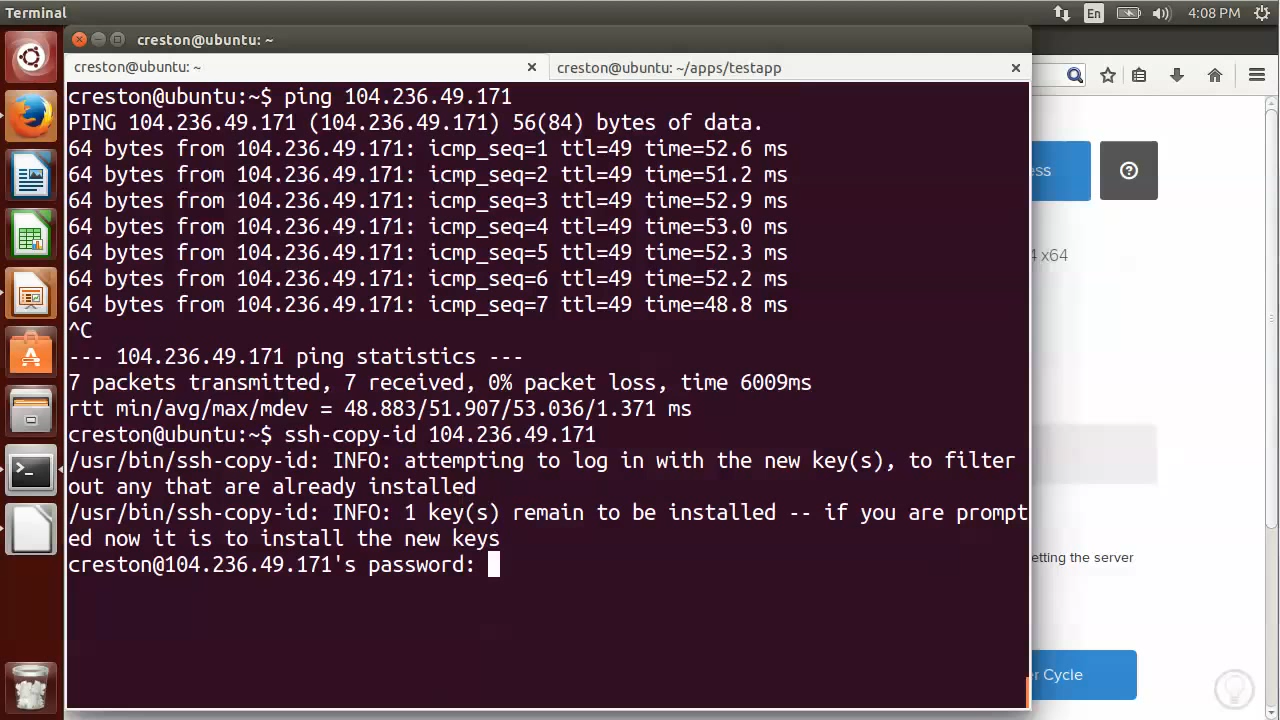 Terminal
En
4:08 PM
creston@ubuntu: ~
creston@ubuntu: ~
creston@ubuntu: ~/apps/testapp
creston@ubuntu:~$ ping 104.236.49.171
PING 104.236.49.171 (104.236.49.171) 56(84) bytes of data.
64 bytes from 104.236.49.171: icmp_seq=1 ttl=49 time=52.6 ms
64 bytes from 104.236.49.171: icmp_seq=2 ttl=49 time=51.2 ms
64 bytes from 104.236.49.171: icmp_seq=3 ttl=49 time=52.9 ms
64 bytes from 104.236.49.171: icmp_seq=4 ttl=49 time=53.0 ms
64 bytes from 104.236.49.171: icmp_seq=5 ttl=49 time=52.3 ms
64 bytes from 104.236.49.171: icmp_seq=6 ttl=49 time=52.2 ms
64 bytes from 104.236.49.171: icmp_seq=7 ttl=49 time=48.8 ms
^C
--- 104.236.49.171 ping statistics ---
7 packets transmitted, 7 received, 0% packet loss, time 6009ms
rtt min/avg/max/mdev = 48.883/51.907/53.036/1.371 ms
creston@ubuntu:~$ ssh-copy-id 104.236.49.171
/usr/bin/ssh-copy-id: INFO: attempting to log in with the new key(s), to filter
out any that are already installed
/usr/bin/ssh-copy-id: INFO: 1 key(s) remain to be installed -- if you are prompt
ed now it is to install the new keys
creston@104.236.49.171's password:
ess
4 x64
etting the server
r Cycle